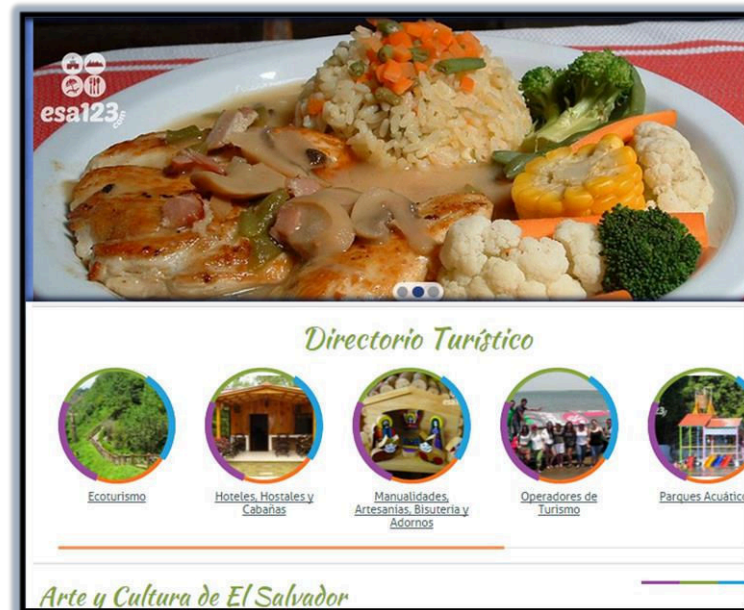 esa123
.com
Directorio Turístico
Ecoturismo
Hoteles, Hostales y
Cabañas
Manualidades,
Artesanías, Bisutería y
Adornos
Operadores de
Turismo
Parques Acuátic
Arte y Cultura de El Salvador